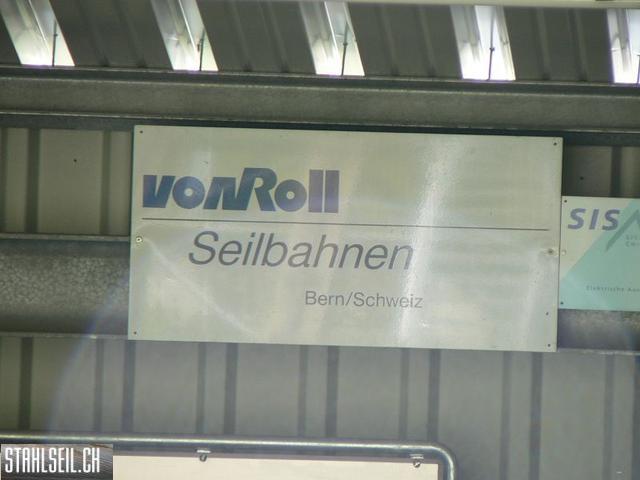 vonRoll
Seilbahnen
Bern/Schweiz
SIS
STAHLSEIL.CH